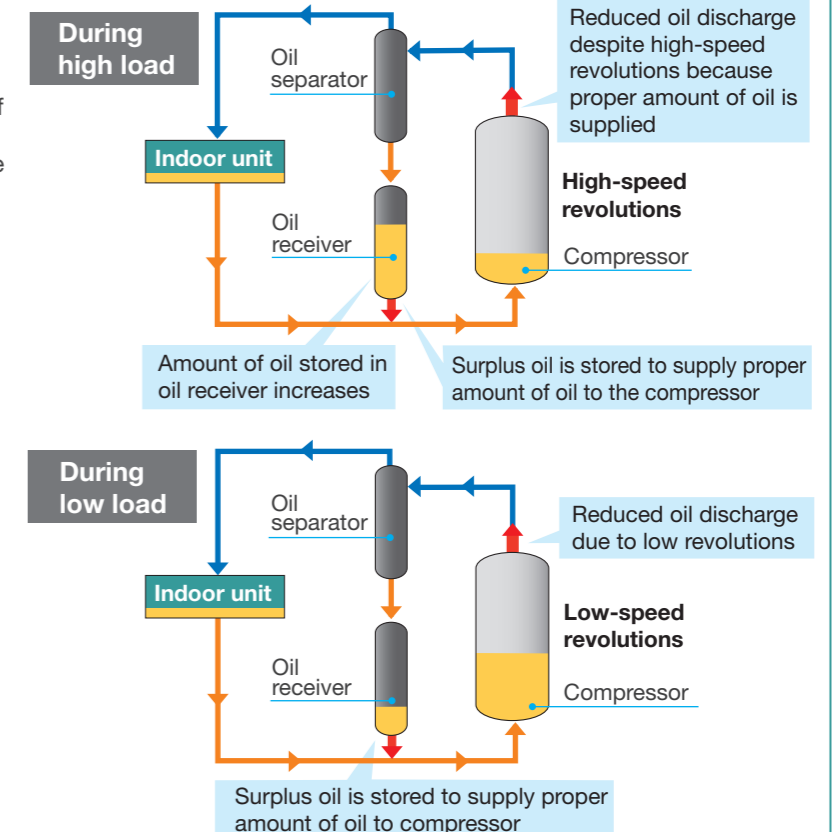 During
high load
Oil
separator
Reduced oil discharge
despite high-speed
revolutions because
proper amount of oil is
supplied
f
e
Indoor unit
High-speed
revolutions
Oil
receiver
Compressor
Amount of oil stored in
oil receiver increases
Surplus oil is stored to supply proper
amount of oil to the compressor
During
low load
Oil
separator
Reduced oil discharge
due to low revolutions
Indoor unit
Low-speed
revolutions
Oil
receiver
Compressor
Surplus oil is stored to supply proper
amount of oil to compressor